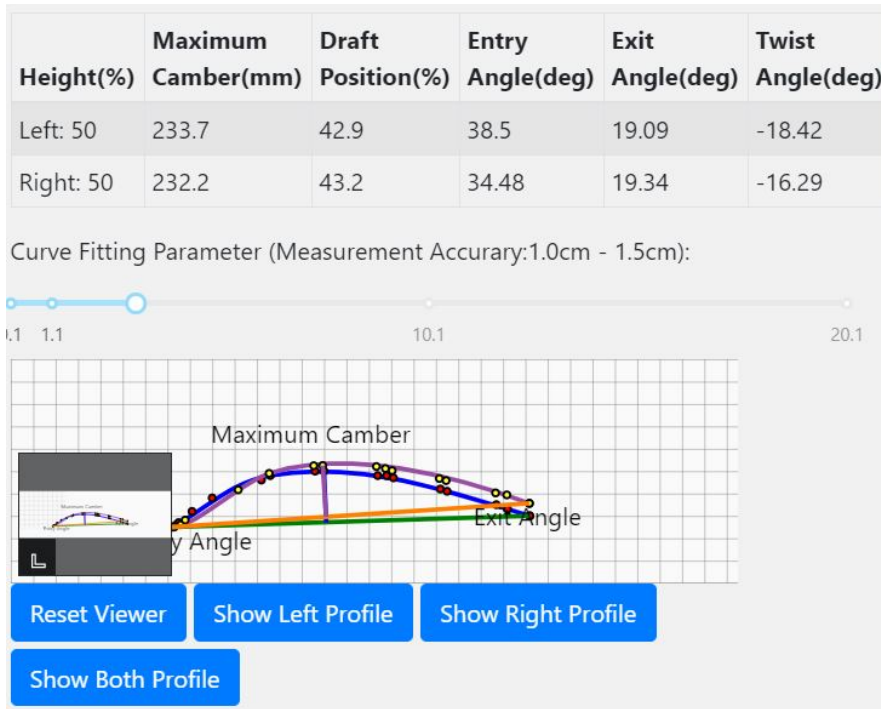 Height(%) Maximum Camber(mm) Draft Position(%) Entry Angle(deg) Exit Angle(deg) Twist Angle(deg)
Left: 50 233.7 42.9 38.5 19.09 -18.42
Right: 50 232.2 43.2 34.48 19.34 -16.29
Curve Fitting Parameter (Measurement Accurary:1.0cm - 1.5cm):
.1 1.1 10.1 20.1
Maximum Camber
Exit Angle
y Angle
Reset Viewer Show Left Profile Show Right Profile
Show Both Profile